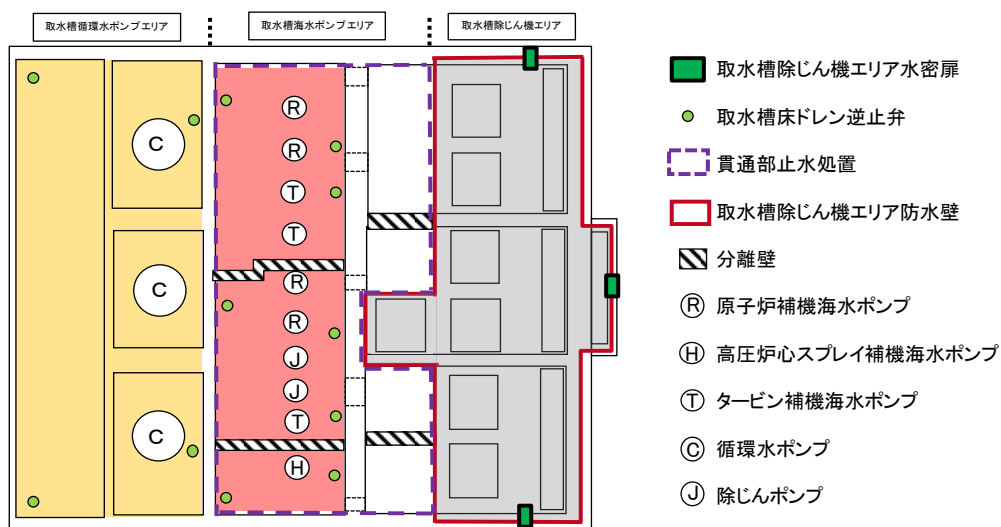 取水槽循環水ポンプエリア
取水槽海水ポンプエリア
取水槽除じん機エリア
C
C
C
R
R
T
T
R
R
J
J
T
H
取水槽除じん機エリア水密扉
取水槽床ドレン逆止弁
貫通部止水処置
取水槽除じん機エリア防水壁
分離壁
R 原子炉補機海水ポンプ
H 高圧炉心スプレイ補機海水ポンプ
T タービン補機海水ポンプ
C 循環水ポンプ
J 除じんポンプ